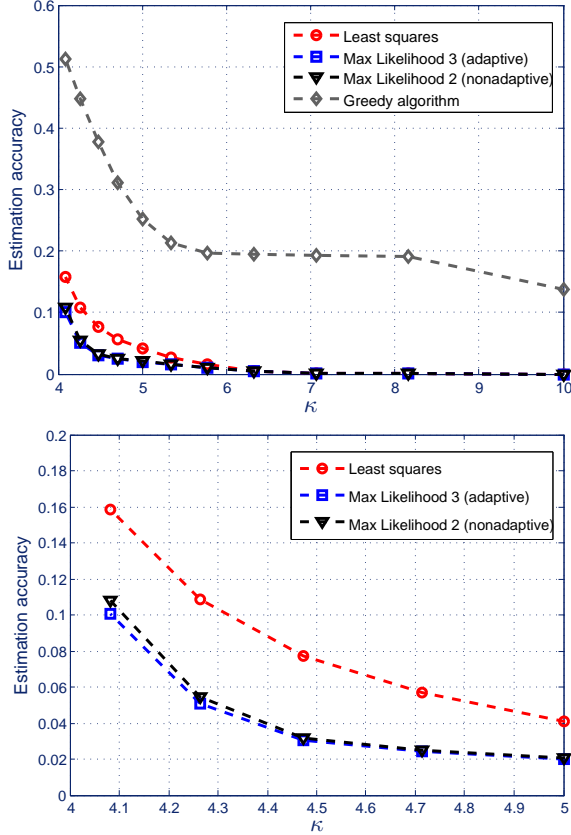 0.6
0.5
0.4
0.3
0.2
0.1
0
Estimation accuracy
Least squares
Max Likelihood 3 (adaptive)
Max Likelihood 2 (nonadaptive)
Greedy algorithm
4 5 6 7 8 9 10
κ
0.2
0.18
0.16
0.14
0.12
0.1
0.08
0.06
0.04
0.02
0
Estimation accuracy
Least squares
Max Likelihood 3 (adaptive)
Max Likelihood 2 (nonadaptive)
4 4.1 4.2 4.3 4.4 4.5 4.6 4.7 4.8 4.9 5
κ